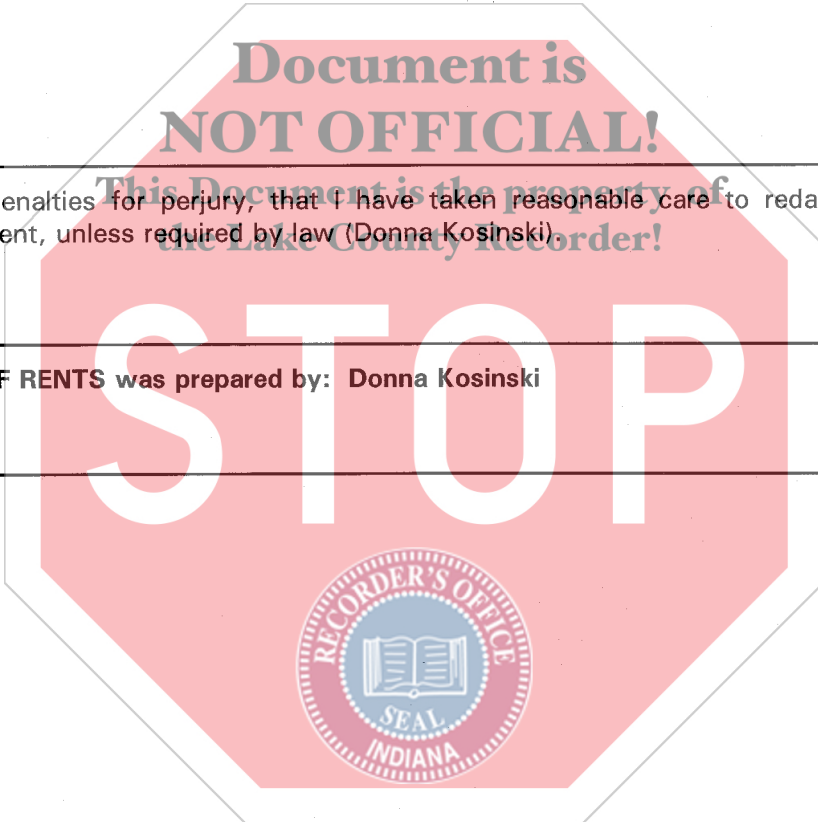 Document is
NOT OFFICIAL!
This Document is the property of
the Lake County Recorder!
enalties for perjury, that I have taken reasonable care to reda
ent, unless required by law (Donna Kosinski).
F RENTS was prepared by: Donna Kosinski
STOP
RECORDER'S OFFICE
SEAL
INDIANA